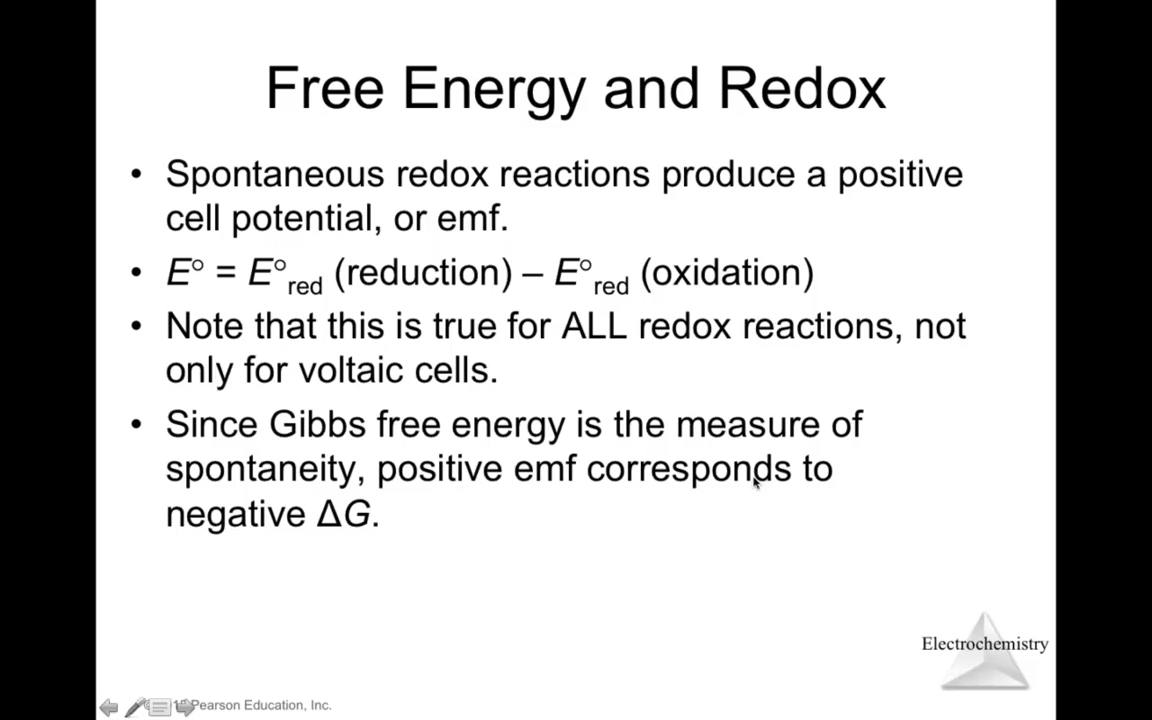 Free Energy and Redox
• Spontaneous redox reactions produce a positive
cell potential, or emf.
• E° = E°red (reduction) – E°red (oxidation)
• Note that this is true for ALL redox reactions, not
only for voltaic cells.
• Since Gibbs free energy is the measure of
spontaneity, positive emf corresponds to
negative ΔG.
Electrochemistry
Pearson Education, Inc.